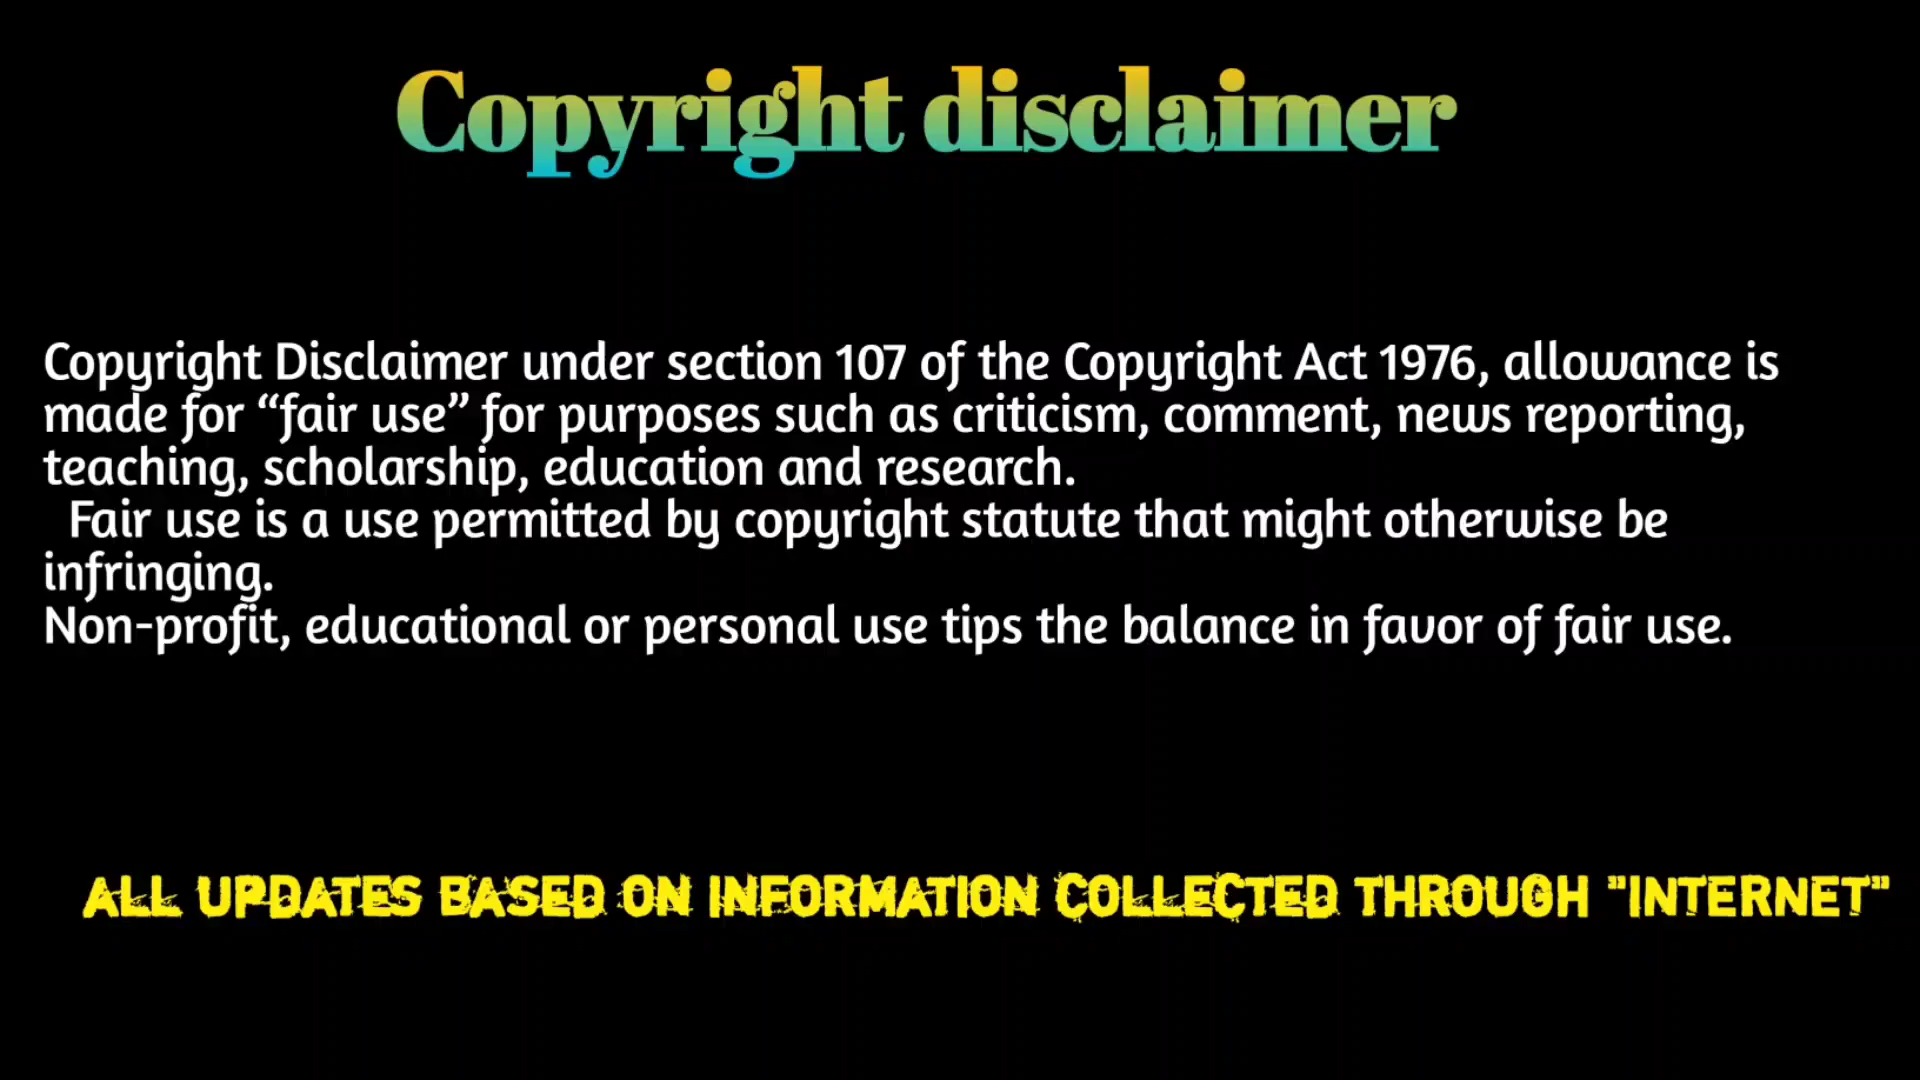 Copyright disclaimer
Copyright Disclaimer under section 107 of the Copyright Act 1976, allowance is
made for “fair use” for purposes such as criticism, comment, news reporting,
teaching, scholarship, education and research.
Fair use is a use permitted by copyright statute that might otherwise be
infringing.
Non-profit, educational or personal use tips the balance in favor of fair use.
ALL UPDATES BASED ON INFORMATION COLLECTED THROUGH "INTERNET"